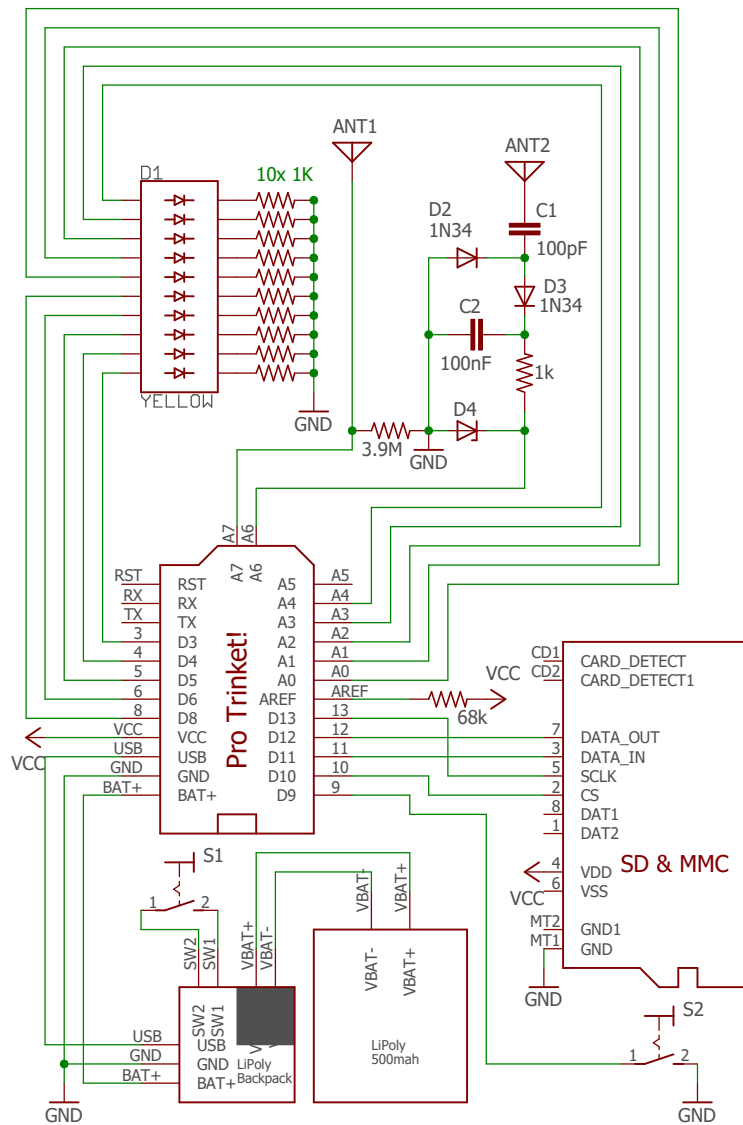 ANT1
ANT2
D1
10x 1K
D2
1N34
C1
100pF
D3
1N34
C2
100nF
1k
YELLOW
GND
D4
3.9M
GND
A7
A6
A7
A6
RST
RST
A5
A5
RX
RX
A4
A4
TX
TX
A3
A3
3
D3
A2
A2
4
D4
A1
A1
5
D5
A0
A0
6
D6
AREF
AREF
68k
VCC
8
D8
D13
13
VCC
VCC
VCC
D12
12
USB
USB
D11
11
GND
GND
D10
10
BAT+
BAT+
D9
9
Pro Trinket!
CD1
CARD_DETECT
CD2
CARD_DETECT1
7
DATA_OUT
3
DATA_IN
5
SCLK
2
CS
8
DAT1
1
DAT2
4
VDD
VCC
6
VSS
SD & MMC
MT2
GND1
MT1
GND
GND
S1
1
2
SW2
SW1
VBAT+
VBAT-
VBAT-
VBAT+
SW2
SW1
V
V
VBAT-
VBAT+
USB
USB
GND
GND
BAT+
BAT+
LiPoly
Backpack
LiPoly
500mah
GND
S2
1
2
GND